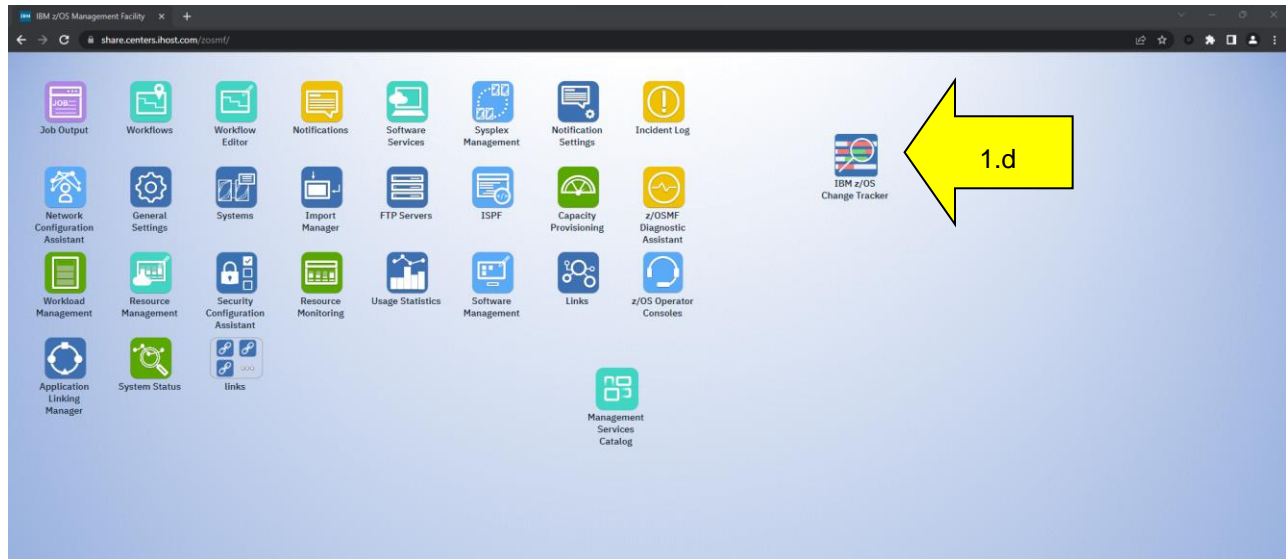 IBM z/OS Management Facility
share.centers.ihost.com/zosmf/
JOB
Job Output
Workflows
Workflow
Editor
Notifications
Software
Services
Sysplex
Management
Notification
Settings
Incident Log
IBM z/OS
Change Tracker
1.d
Network
Configuration
Assistant
General
Settings
Systems
Import
Manager
FTP Servers
ISPF
Capacity
Provisioning
z/OSMF
Diagnostic
Assistant
Workload
Management
Resource
Management
Security
Configuration
Assistant
Resource
Monitoring
Usage Statistics
Software
Management
Links
z/OS Operator
Consoles
Application
Linking
Manager
System Status
links
Management
Services
Catalog